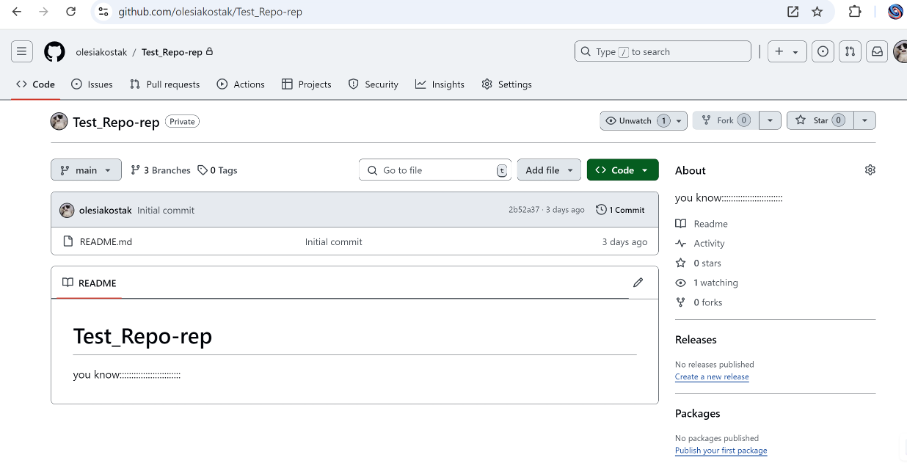 github.com/olesiakostak/Test_Repo-rep
olesiakostak / Test_Repo-rep
Type / to search
Code Issues Pull requests Actions Projects Security Insights Settings
Test_Repo-rep Private
Unwatch 1 Fork 0 Star 0
main 3 Branches 0 Tags Go to file t Add file Code
olesiakostak Initial commit 2b52a37 · 3 days ago 1 Commit
README.md Initial commit 3 days ago
README
Test_Repo-rep
you know::::::::::::::::::::::::::
About
you know::::::::::::::::::::::::::
Readme
Activity
0 stars
1 watching
0 forks
Releases
No releases published
Create a new release
Packages
No packages published
Publish your first package